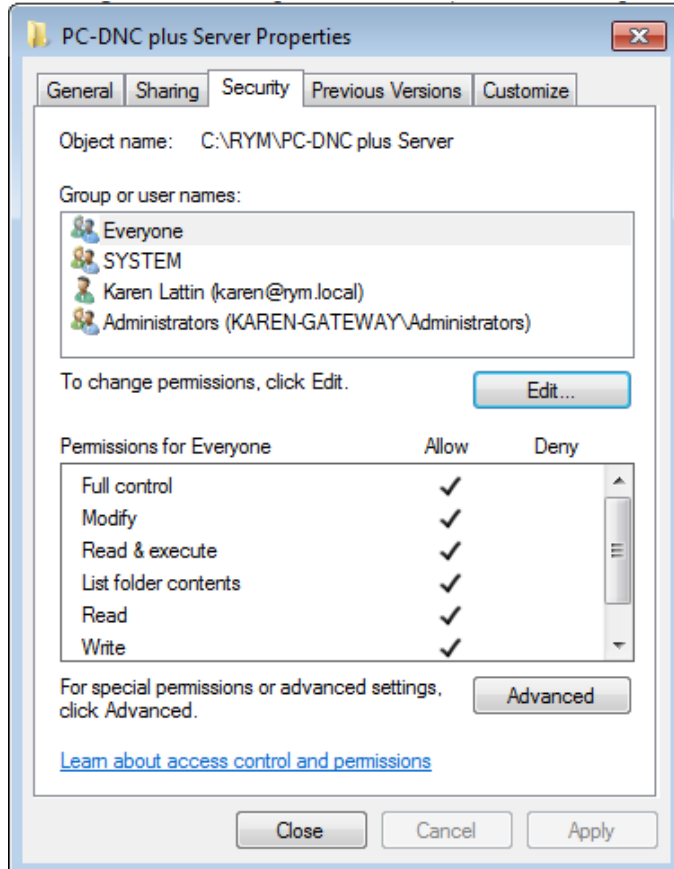 PC-DNC plus Server Properties
General Sharing Security Previous Versions Customize
Object name: C:\RYM\PC-DNC plus Server
Group or user names:
Everyone
SYSTEM
Karen Lattin (karen@rym.local)
Administrators (KAREN-GATEWAY\Administrators)
To change permissions, click Edit.
Edit...
Permissions for Everyone Allow Deny
Full control
Modify
Read & execute
List folder contents
Read
Write
For special permissions or advanced settings,
click Advanced.
Advanced
Learn about access control and permissions
Close Cancel Apply